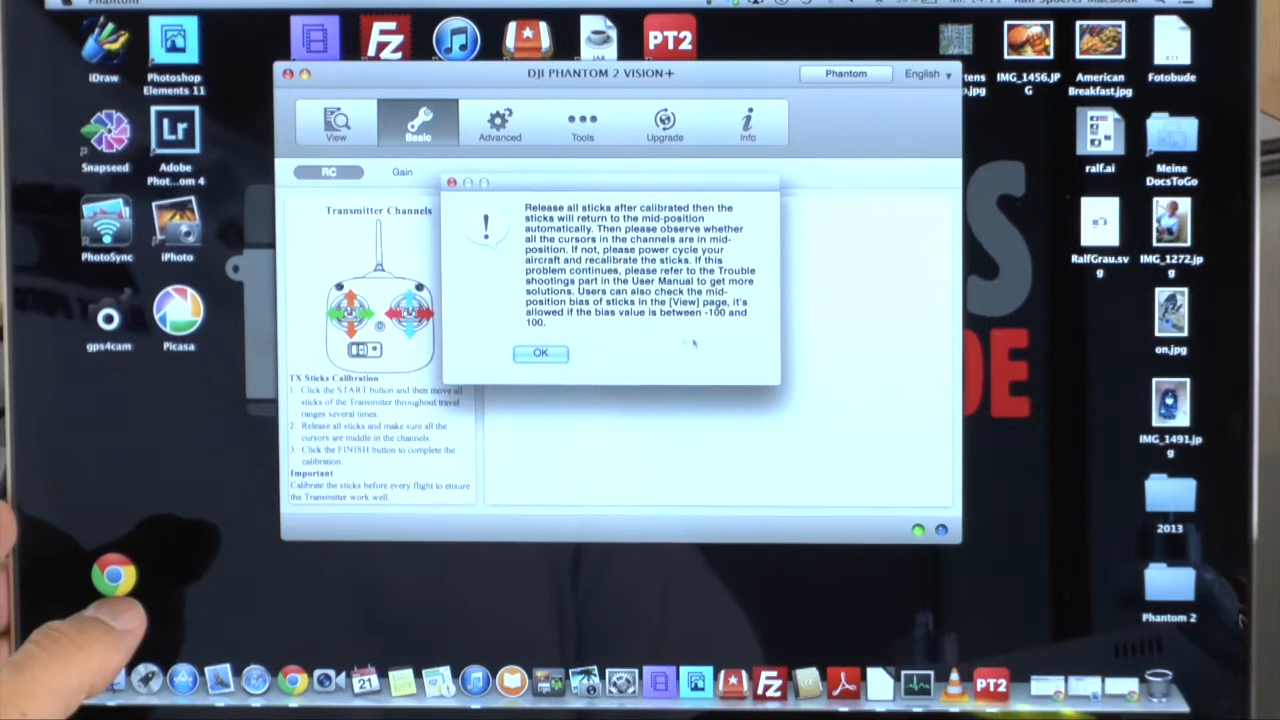 Phantom
iDraw
Photoshop
Elements 11
Snapseed
Adobe
Phot...om 4
PhotoSync
iPhoto
gps4cam
Picasa
Lr
Fz
JAR
PT2
DJI PHANTOM 2 VISION+
Phantom
English
View
Basic
Advanced
Tools
Upgrade
Info
RC
Gain
Transmitter Channels
TX Sticks Calibration
1. Click the START button and then move all
sticks of the Transmitter throughout travel
ranges several times.
2. Release all sticks and make sure all the
cursors are middle in the channels.
3. Click the FINISH button to complete the
calibration.
Important
Calibrate the sticks before every flight to ensure
the Transmitter work well.
Release all sticks after calibrated then the
sticks will return to the mid-position
automatically. Then please observe whether
all the cursors in the channels are in mid-
position. If not, please power cycle your
aircraft and recalibrate the sticks. If this
problem continues, please refer to the Trouble
shootings part in the User Manual to get more
solutions. Users can also check the mid-
position bias of sticks in the [View] page, it's
allowed if the bias value is between -100 and
100.
OK
IMG_1456.JP
G
American
Breakfast.jpg
Fotobude
ralf.ai
Meine
DocsToGo
RalfGrau.sv
g
IMG_1272.jp
g
on.jpg
IMG_1491.jp
g
2013
Phantom 2
21
Fz
PT2